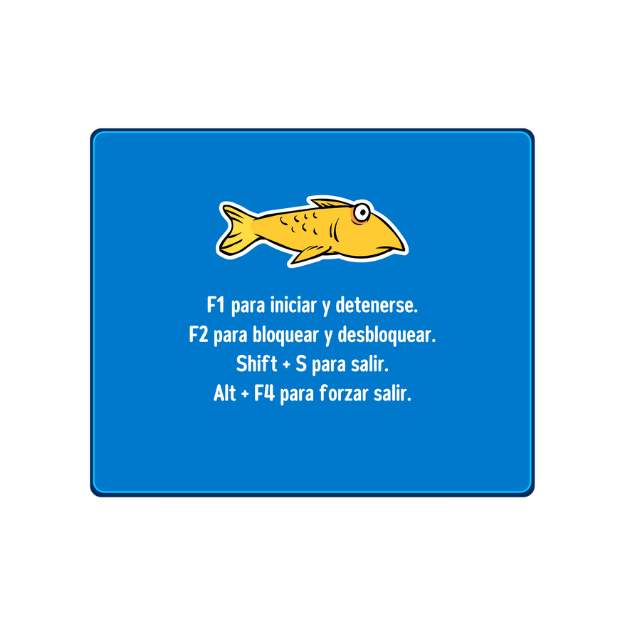 F1 para iniciar y detenerse.
F2 para bloquear y desbloquear.
Shift + S para salir.
Alt + F4 para forzar salir.